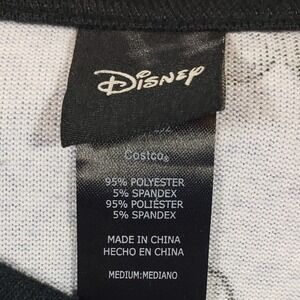 Disney
Costco®
95% POLYESTER
5% SPANDEX
95% POLIÉSTER
5% SPANDEX
MADE IN CHINA
HECHO EN CHINA
MEDIUM:MEDIANO